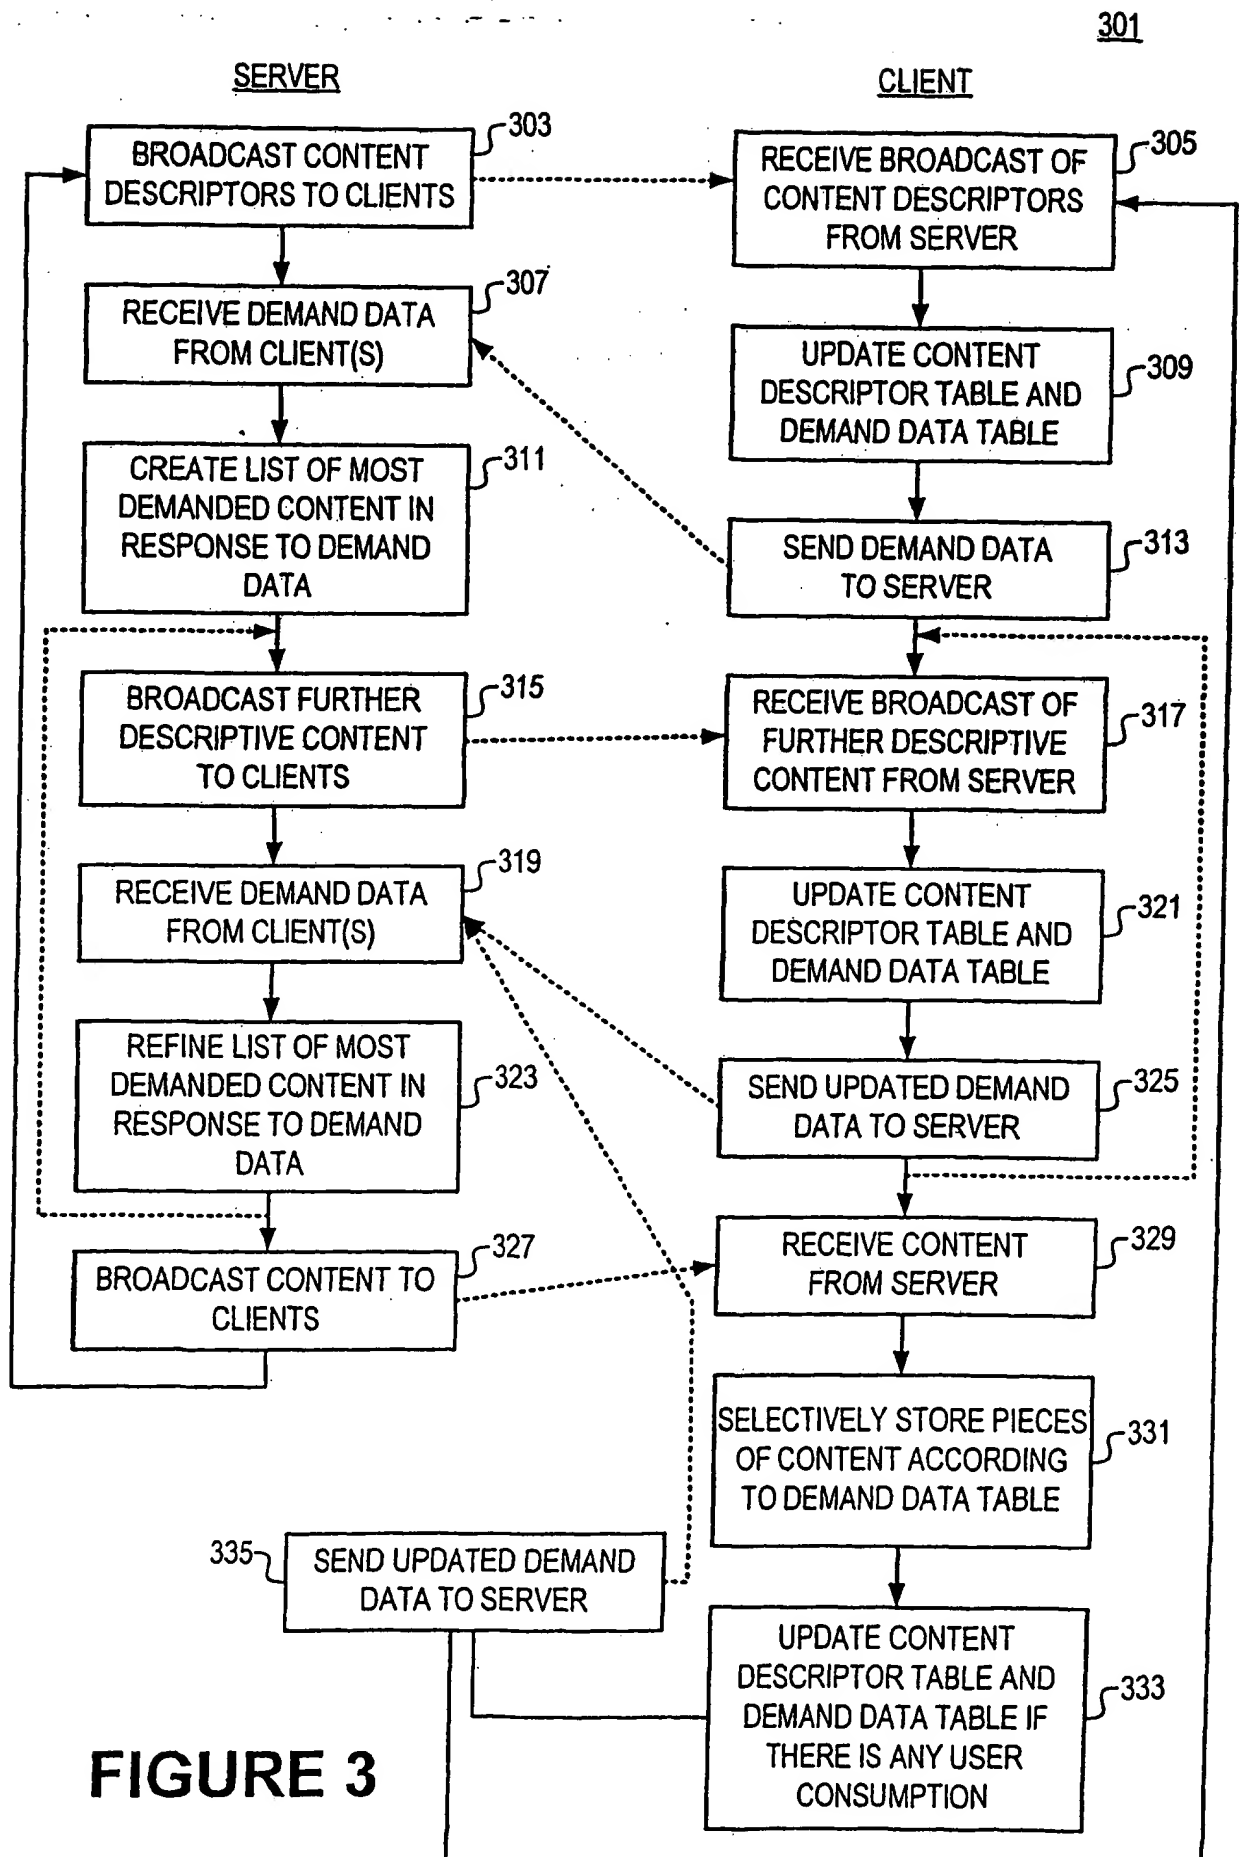 301
SERVER
CLIENT
303
BROADCAST CONTENT
DESCRIPTORS TO CLIENTS
305
RECEIVE BROADCAST OF
CONTENT DESCRIPTORS
FROM SERVER
307
RECEIVE DEMAND DATA
FROM CLIENT(S)
309
UPDATE CONTENT
DESCRIPTOR TABLE AND
DEMAND DATA TABLE
311
CREATE LIST OF MOST
DEMANDED CONTENT IN
RESPONSE TO DEMAND
DATA
313
SEND DEMAND DATA
TO SERVER
315
BROADCAST FURTHER
DESCRIPTIVE CONTENT
TO CLIENTS
317
RECEIVE BROADCAST OF
FURTHER DESCRIPTIVE
CONTENT FROM SERVER
319
RECEIVE DEMAND DATA
FROM CLIENT(S)
321
UPDATE CONTENT
DESCRIPTOR TABLE AND
DEMAND DATA TABLE
323
REFINE LIST OF MOST
DEMANDED CONTENT IN
RESPONSE TO DEMAND
DATA
325
SEND UPDATED DEMAND
DATA TO SERVER
327
BROADCAST CONTENT TO
CLIENTS
329
RECEIVE CONTENT
FROM SERVER
331
SELECTIVELY STORE PIECES
OF CONTENT ACCORDING
TO DEMAND DATA TABLE
335
SEND UPDATED DEMAND
DATA TO SERVER
333
UPDATE CONTENT
DESCRIPTOR TABLE AND
DEMAND DATA TABLE IF
THERE IS ANY USER
CONSUMPTION
FIGURE 3